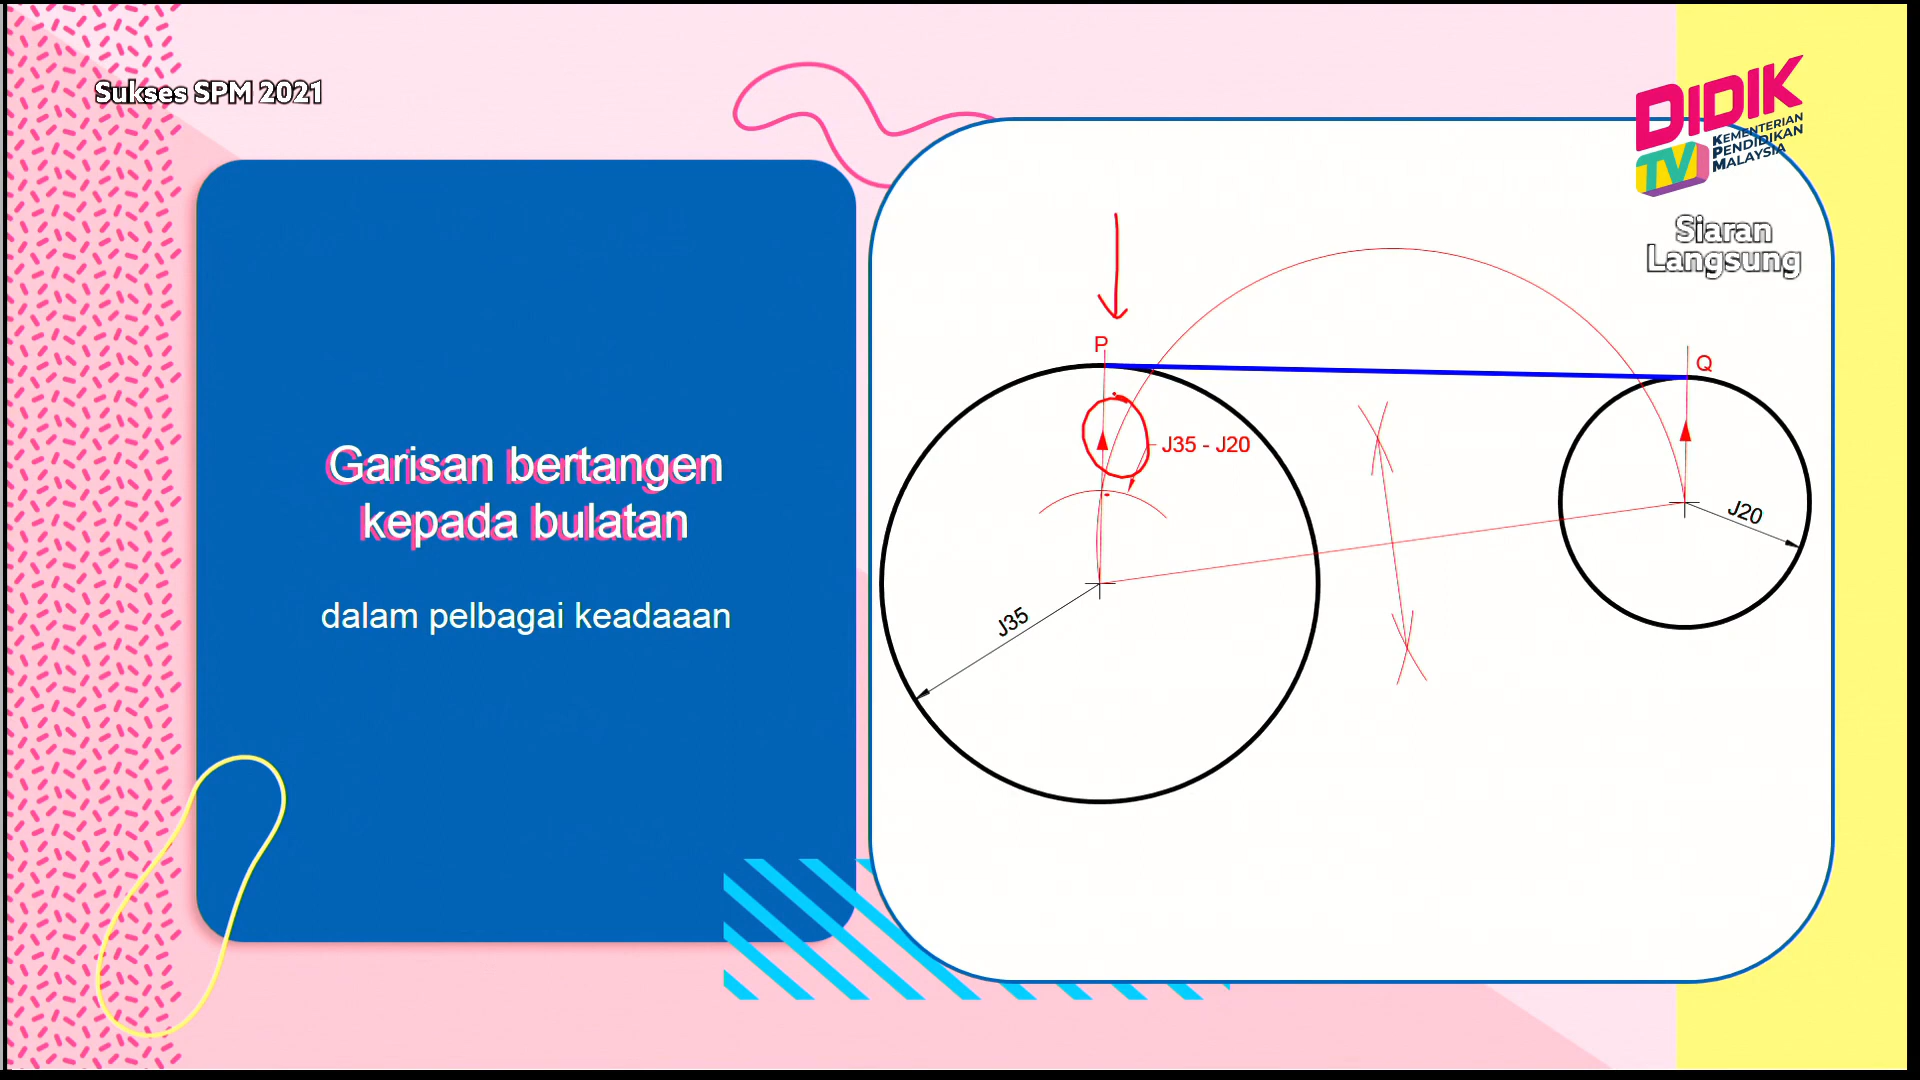 Sukses SPM 2021
DIDIK
TV
KEMENTERIAN
PENDIDIKAN
MALAYSIA
Siaran
Langsung
Garisan bertangen
kepada bulatan
dalam pelbagai keadaaan
P
Q
J35 - J20
J20
J35